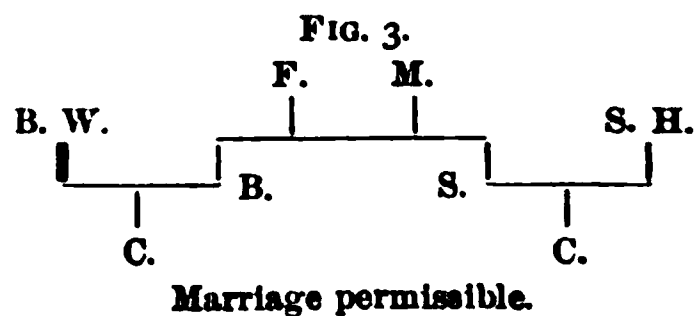 FIG. 3.
F. M.
B. W. S. H.
B. S.
C. C.
Marriage permissible.